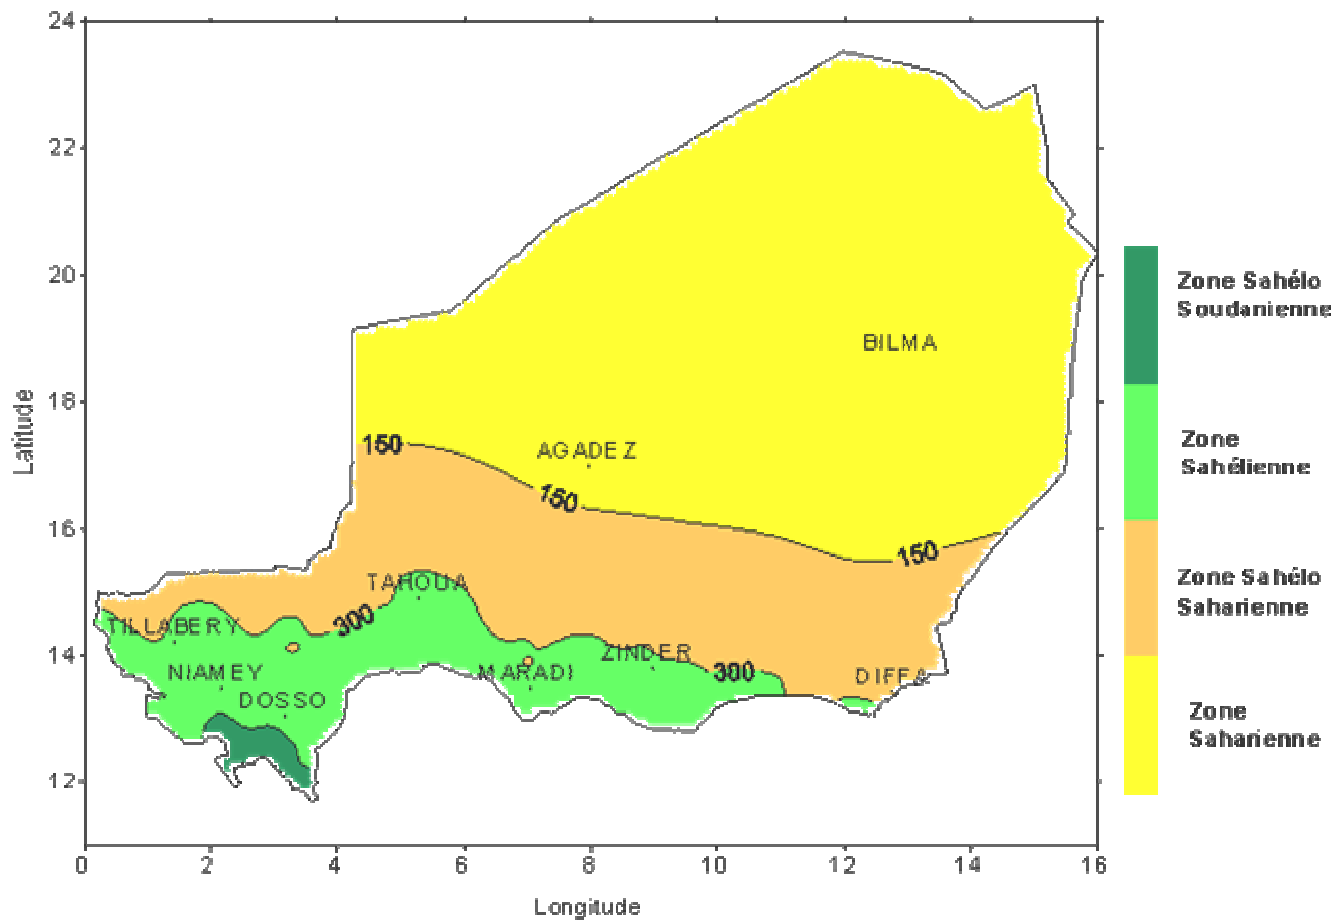 24
22
20
18
16
14
12
Latitude
BILMA
AGADEZ
150
150
150
TAHOUA
300
TILLABERY
ZINDER
NIAMEY
MARADI
300
DIFFA
DOSSO
0
2
4
6
8
10
12
14
16
Longitude
Zone Sahélo
Soudanienne
Zone
Sahélienne
Zone Sahélo
Saharienne
Zone
Saharienne